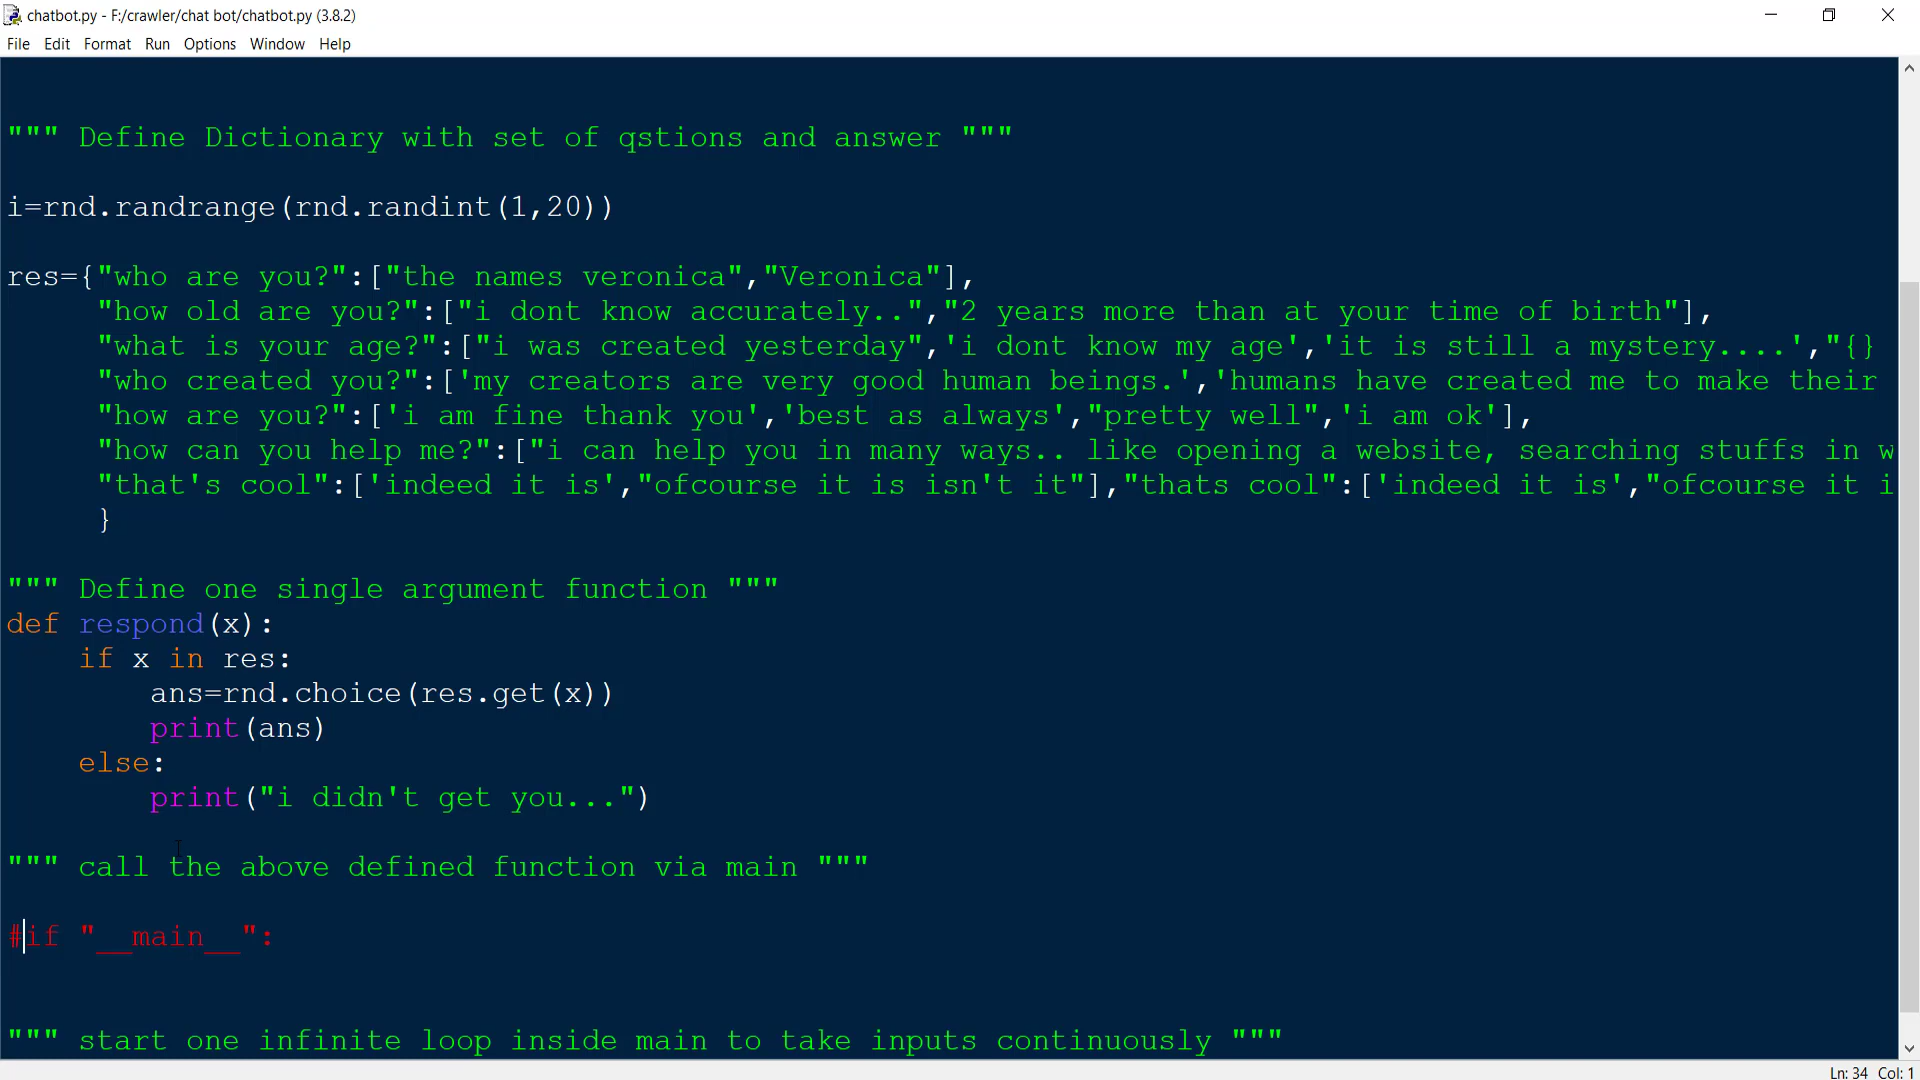 chatbot.py - F:/crawler/chat bot/chatbot.py (3.8.2)
File Edit Format Run Options Window Help
""" Define Dictionary with set of qstions and answer """
i=rnd.randrange(rnd.randint(1,20))
res={"who are you?":["the names veronica","Veronica"],
"how old are you?":["i dont know accurately..","2 years more than at your time of birth"],
"what is your age?":["i was created yesterday",'i dont know my age','it is still a mystery....',"{}
"who created you?":['my creators are very good human beings.','humans have created me to make their
"how are you?":['i am fine thank you','best as always',"pretty well",'i am ok'],
"how can you help me?":["i can help you in many ways.. like opening a website, searching stuffs in w
"that's cool":['indeed it is',"ofcourse it is isn't it"],"thats cool":['indeed it is',"ofcourse it i
}
""" Define one single argument function """
def respond(x):
if x in res:
ans=rnd.choice(res.get(x))
print(ans)
else:
print("i didn't get you...")
""" call the above defined function via main """
#if "__main__":
""" start one infinite loop inside main to take inputs continuously """
Ln: 34 Col: 1